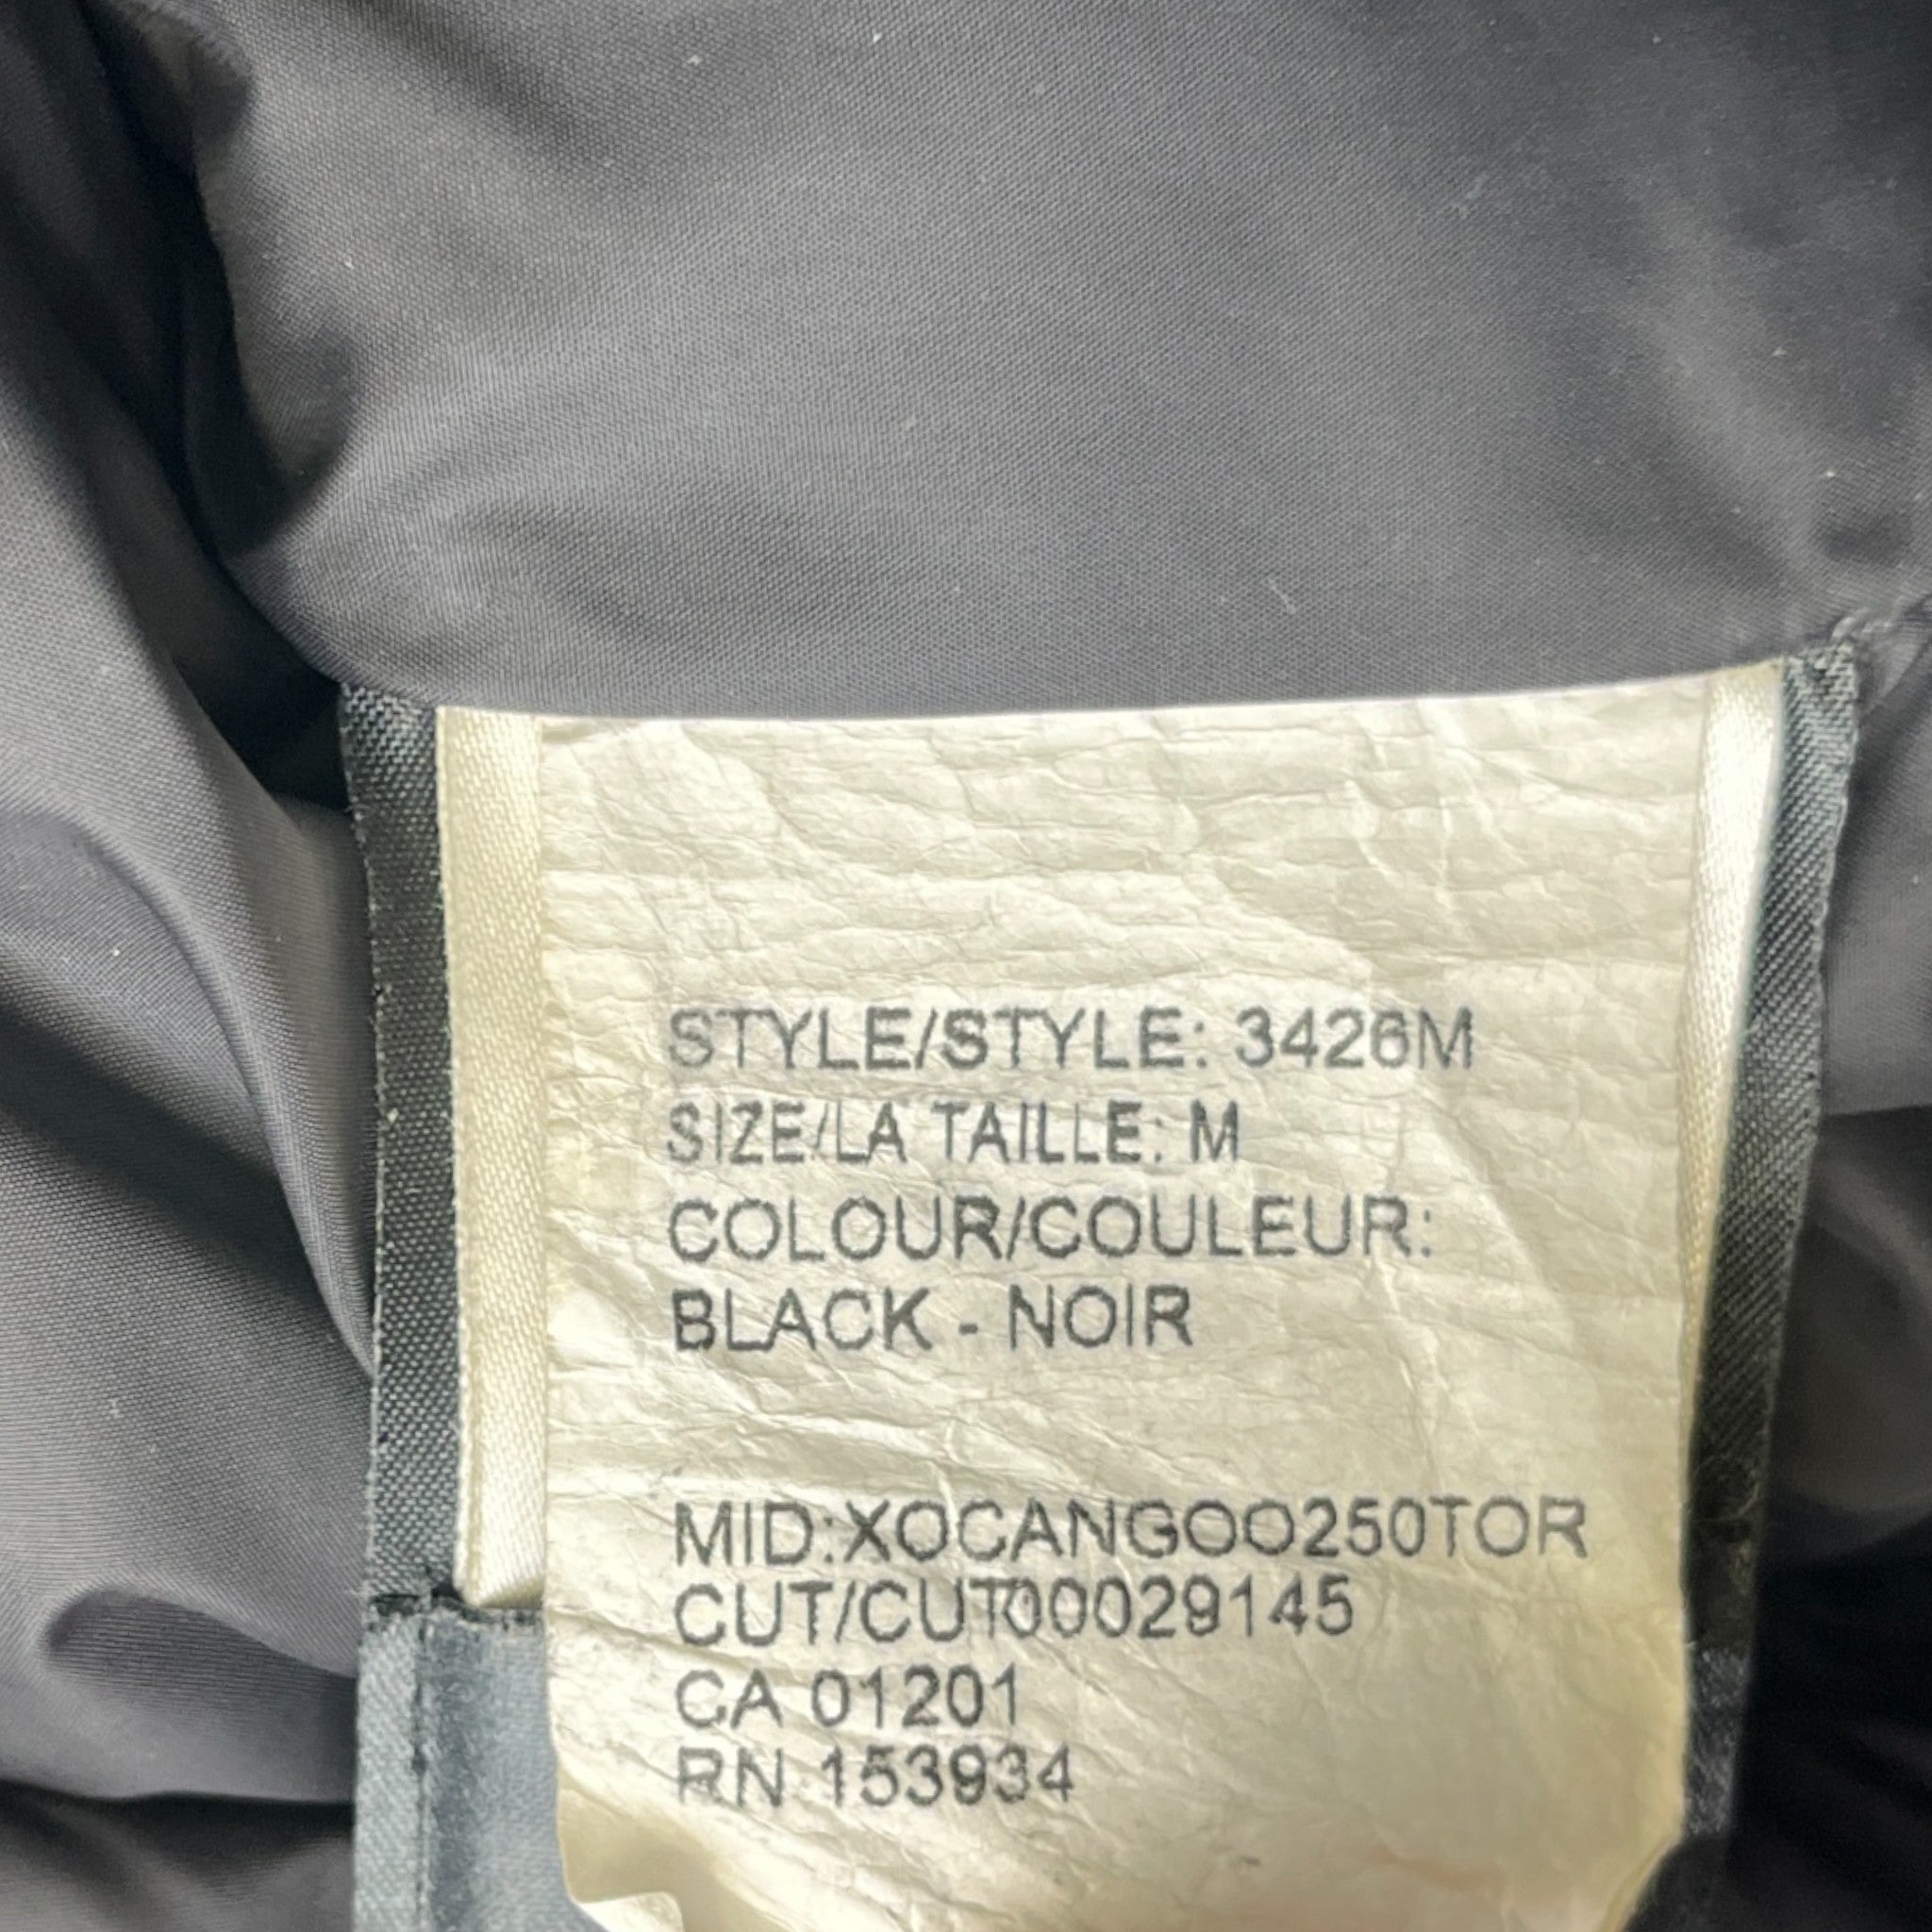 STYLE/STYLE: 3426M
SIZE/LA TAILLE: M
COLOUR/COULEUR:
BLACK - NOIR
MID:XOCANGOO250TOR
CUT/CUT00029145
CA 01201
RN 153934